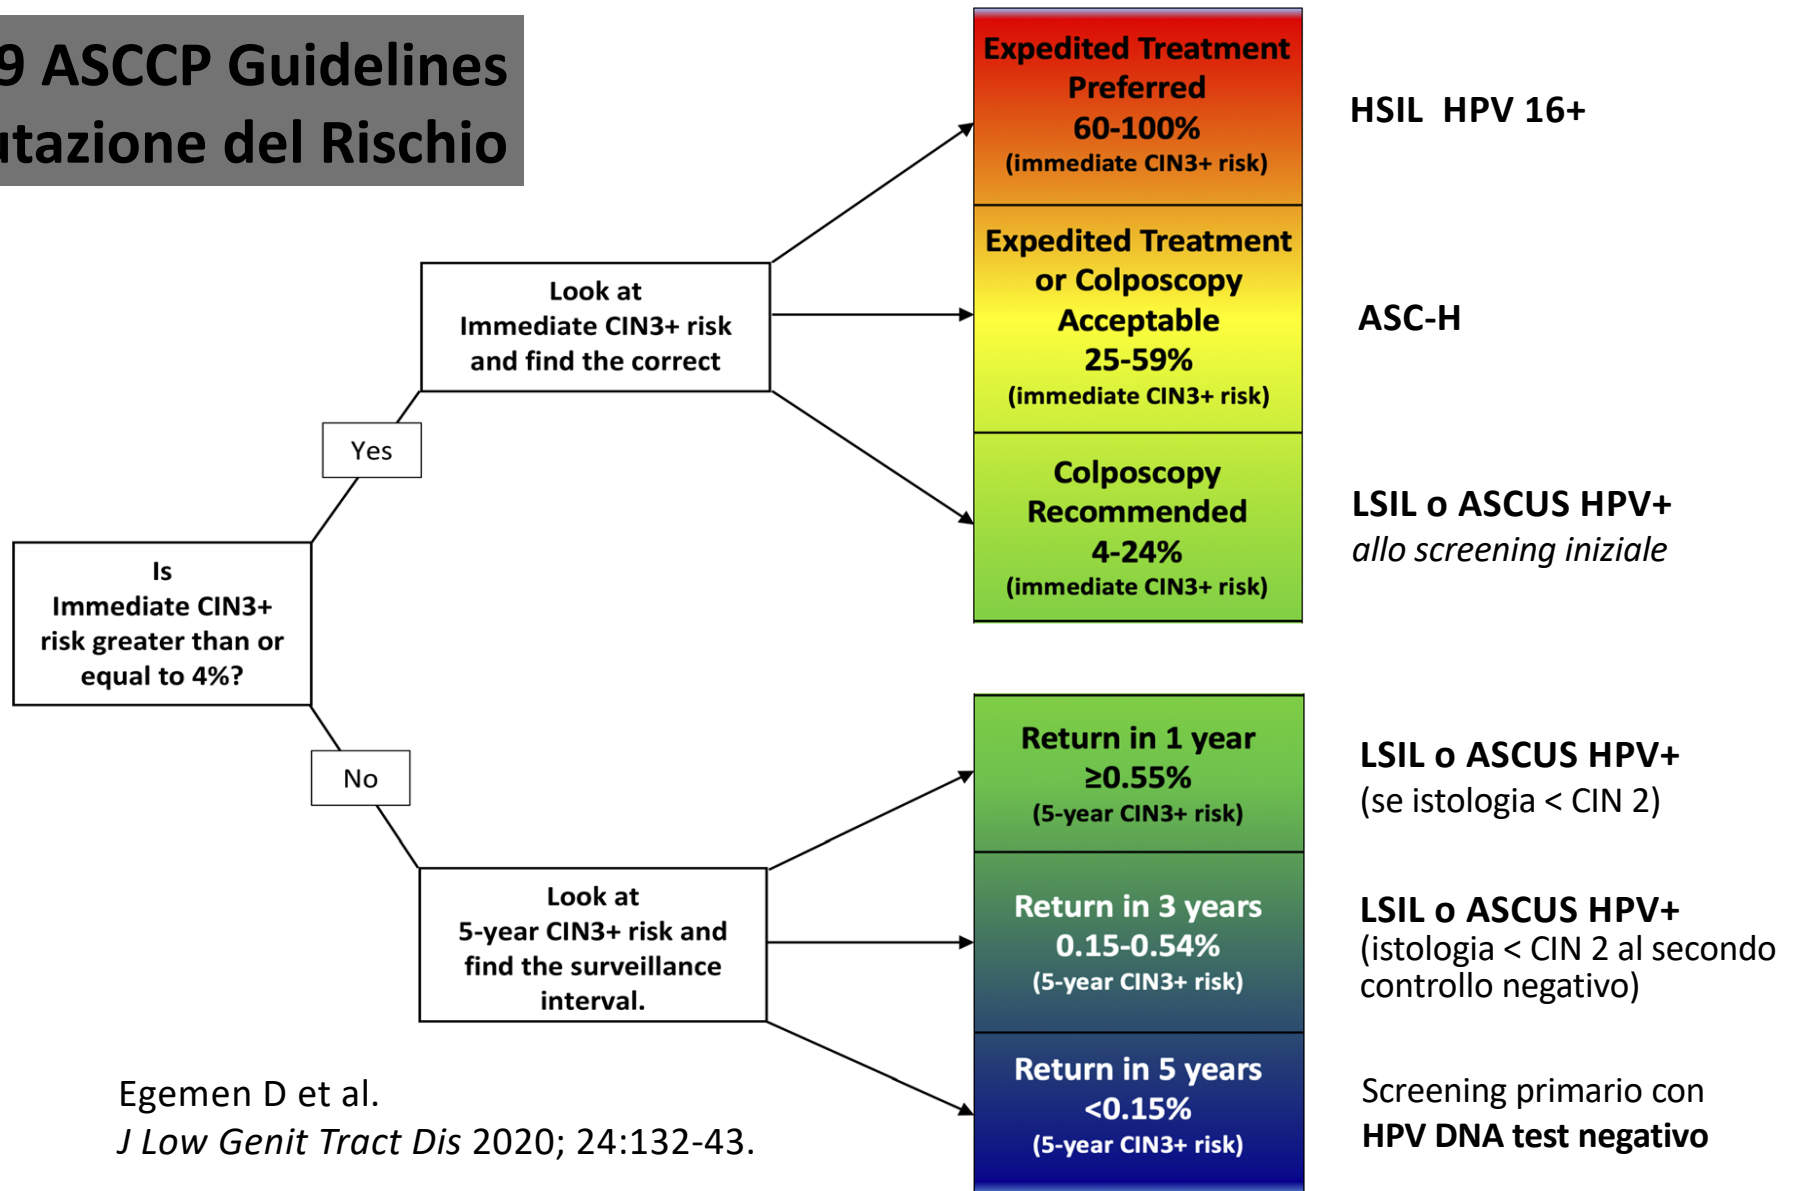 9 ASCCP Guidelines
utazione del Rischio
Expedited Treatment
Preferred
60-100%
(immediate CIN3+ risk)
HSIL HPV 16+
Expedited Treatment
or Colposcopy
Acceptable
25-59%
(immediate CIN3+ risk)
ASC-H
Look at
Immediate CIN3+ risk
and find the correct
Yes
Colposcopy
Recommended
4-24%
(immediate CIN3+ risk)
LSIL o ASCUS HPV+
allo screening iniziale
Is
Immediate CIN3+
risk greater than or
equal to 4%?
No
Return in 1 year
≥0.55%
(5-year CIN3+ risk)
LSIL o ASCUS HPV+
(se istologia < CIN 2)
Look at
5-year CIN3+ risk and
find the surveillance
interval.
Return in 3 years
0.15-0.54%
(5-year CIN3+ risk)
LSIL o ASCUS HPV+
(istologia < CIN 2 al secondo
controllo negativo)
Return in 5 years
<0.15%
(5-year CIN3+ risk)
Screening primario con
HPV DNA test negativo
Egemen D et al.
J Low Genit Tract Dis 2020; 24:132-43.